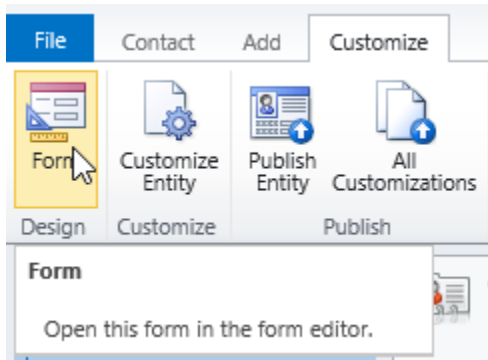 File Contact Add Customize
Form Customize Entity Publish Entity All Customizations
Design Customize Publish
Form
Open this form in the form editor.